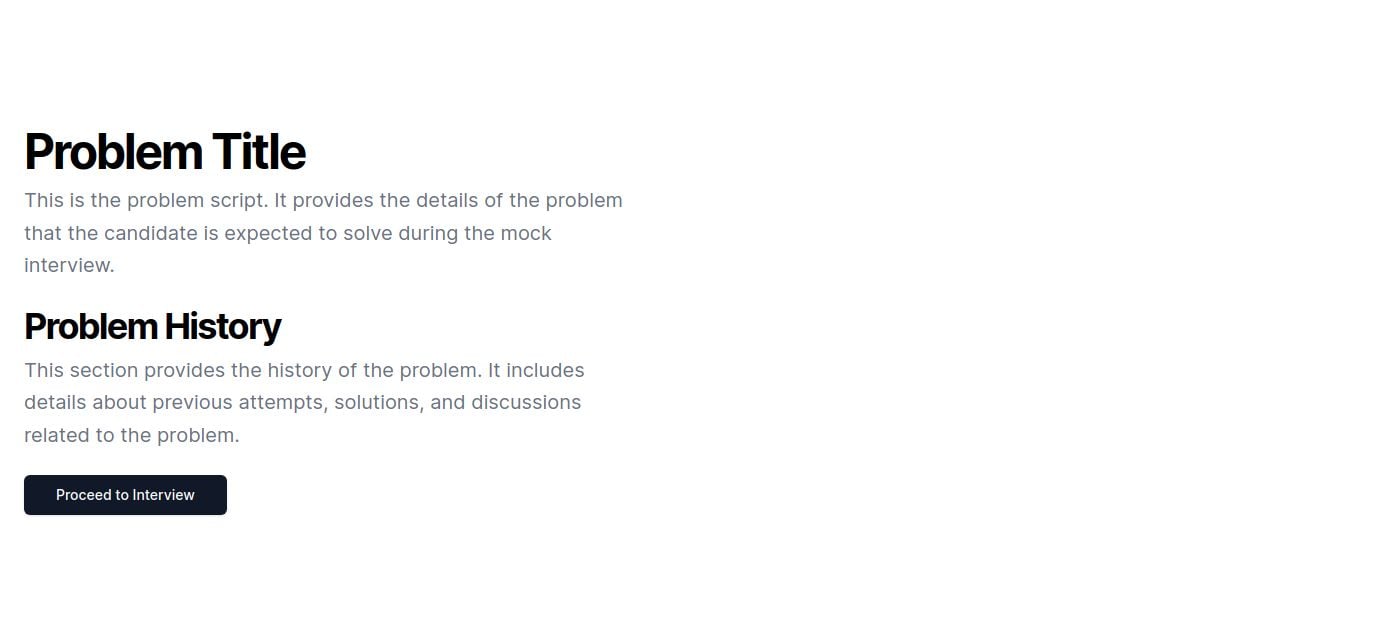 Problem Title
This is the problem script. It provides the details of the problem
that the candidate is expected to solve during the mock
interview.
Problem History
This section provides the history of the problem. It includes
details about previous attempts, solutions, and discussions
related to the problem.
Proceed to Interview